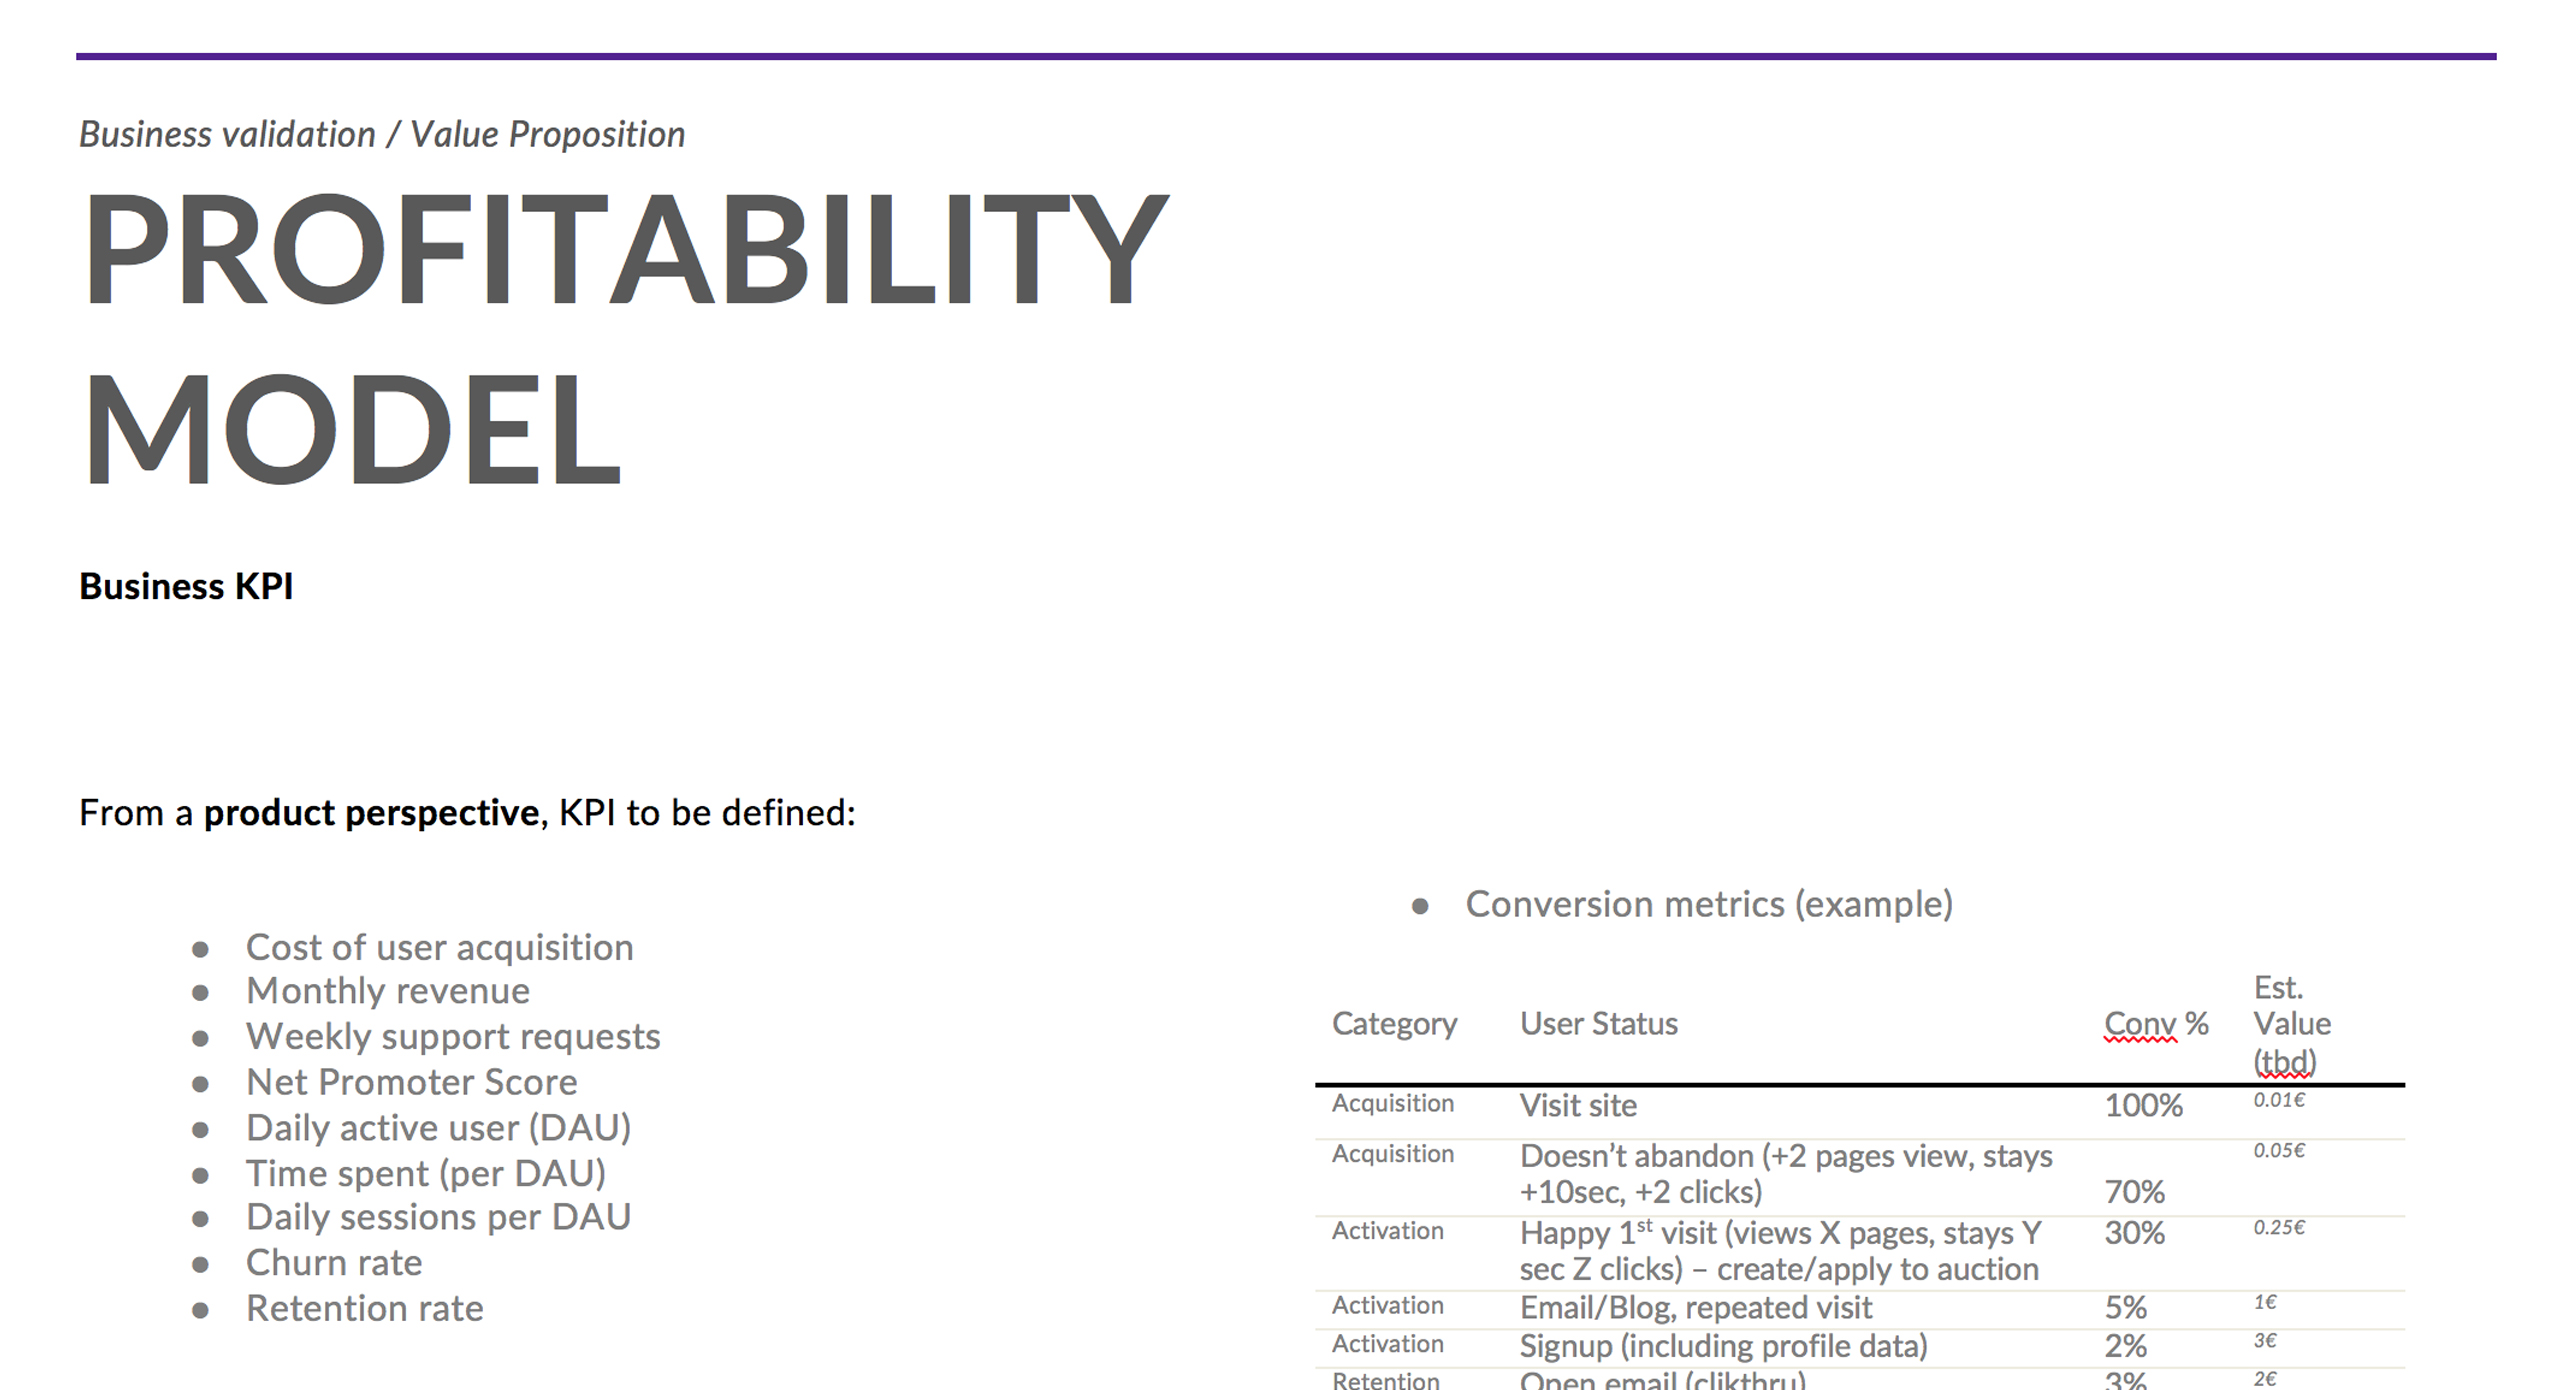 Business validation / Value Proposition
PROFITABILITY
MODEL
Business KPI
From a product perspective, KPI to be defined:
● Cost of user acquisition
● Monthly revenue
● Weekly support requests
● Net Promoter Score
● Daily active user (DAU)
● Time spent (per DAU)
● Daily sessions per DAU
● Churn rate
● Retention rate
● Conversion metrics (example)
Category User Status Conv % Est. Value (tbd)
Acquisition Visit site 100% 0.01€
Acquisition Doesn’t abandon (+2 pages view, stays
+10sec, +2 clicks) 70% 0.05€
Activation Happy 1st visit (views X pages, stays Y 30% 0.25€
sec Z clicks) – create/apply to auction
Activation Email/Blog, repeated visit 5% 1€
Activation Signup (including profile data) 2% 3€
Retention Open email (clikthru) 3% 2€